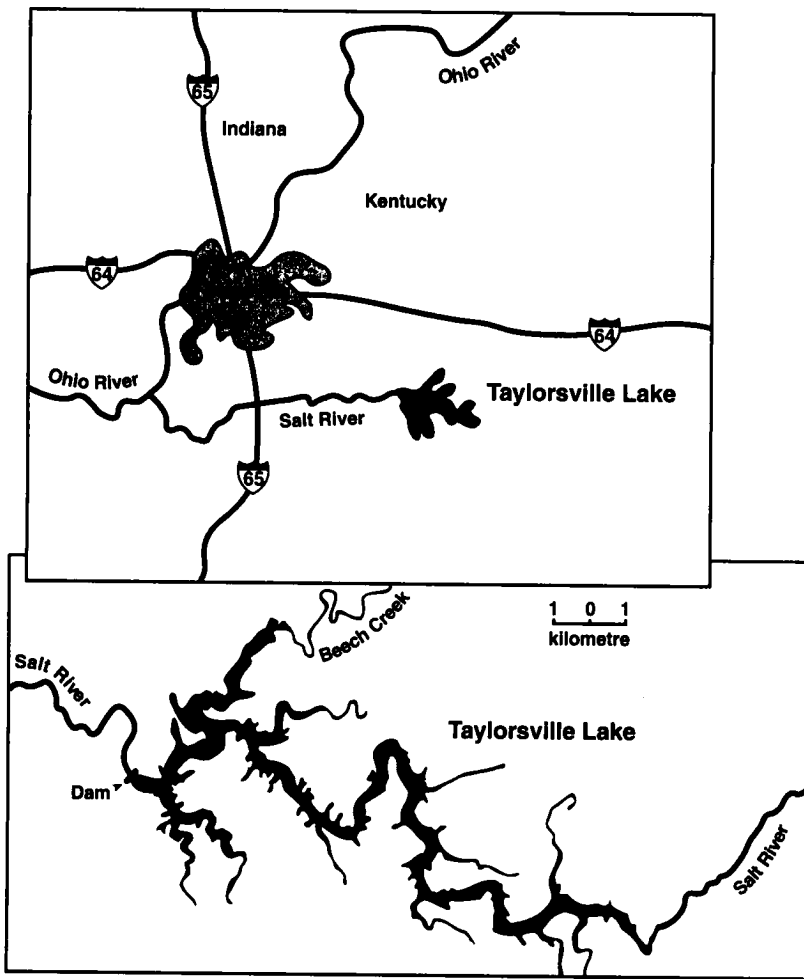 Ohio River
65
Indiana
Kentucky
64
64
Ohio River
Taylorsville Lake
Salt River
65
1 0 1
kilometre
Beech Creek
Salt River
Taylorsville Lake
Dam
Salt River